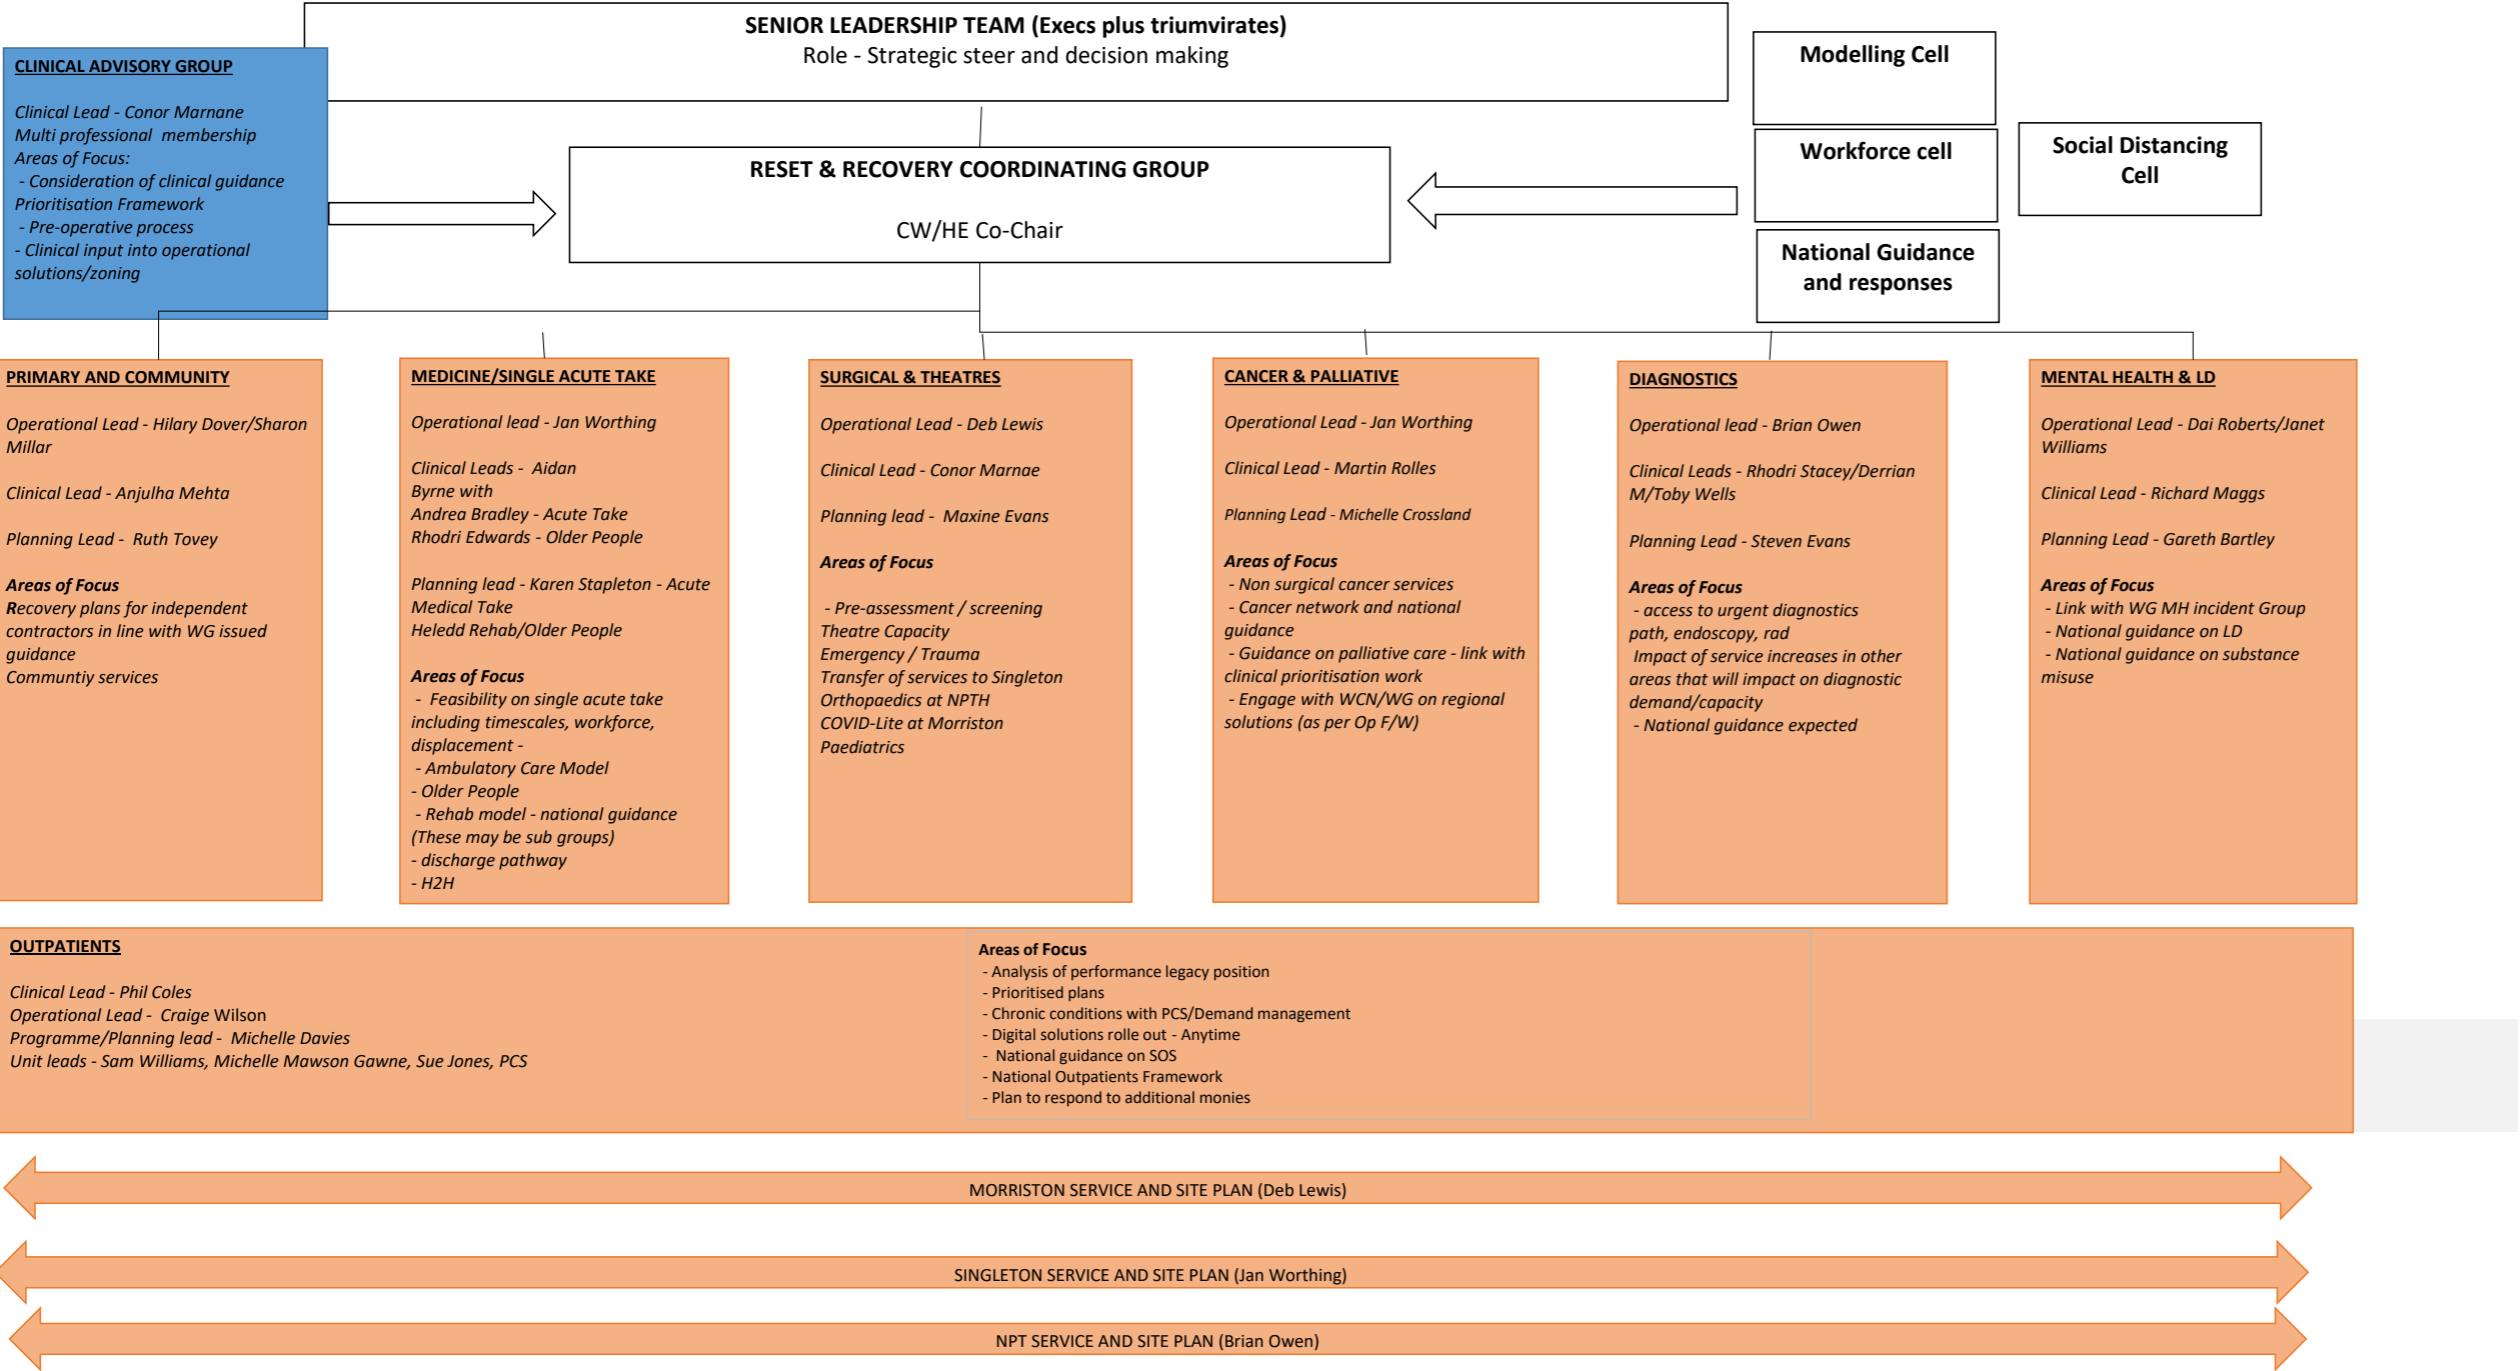 SENIOR LEADERSHIP TEAM (Execs plus triumvirates)
Role - Strategic steer and decision making
CLINICAL ADVISORY GROUP
Clinical Lead - Conor Marnane
Multi professional membership
Areas of Focus:
- Consideration of clinical guidance
Prioritisation Framework
- Pre-operative process
- Clinical input into operational
solutions/zoning
RESET & RECOVERY COORDINATING GROUP
CW/HE Co-Chair
Modelling Cell
Workforce cell
Social Distancing
Cell
National Guidance
and responses
PRIMARY AND COMMUNITY
Operational Lead - Hilary Dover/Sharon
Millar
Clinical Lead - Anjulha Mehta
Planning Lead - Ruth Tovey
Areas of Focus
Recovery plans for independent
contractors in line with WG issued
guidance
Communtiy services
MEDICINE/SINGLE ACUTE TAKE
Operational lead - Jan Worthing
Clinical Leads - Aidan
Byrne with
Andrea Bradley - Acute Take
Rhodri Edwards - Older People
Planning lead - Karen Stapleton - Acute
Medical Take
Heledd Rehab/Older People
Areas of Focus
- Feasibility on single acute take
including timescales, workforce,
displacement -
- Ambulatory Care Model
- Older People
- Rehab model - national guidance
(These may be sub groups)
- discharge pathway
- H2H
SURGICAL & THEATRES
Operational Lead - Deb Lewis
Clinical Lead - Conor Marnae
Planning lead - Maxine Evans
Areas of Focus
- Pre-assessment / screening
Theatre Capacity
Emergency / Trauma
Transfer of services to Singleton
Orthopaedics at NPTH
COVID-Lite at Morriston
Paediatrics
CANCER & PALLIATIVE
Operational Lead - Jan Worthing
Clinical Lead - Martin Rolles
Planning Lead - Michelle Crossland
Areas of Focus
- Non surgical cancer services
- Cancer network and national
guidance
- Guidance on palliative care - link with
clinical prioritisation work
- Engage with WCN/WG on regional
solutions (as per Op F/W)
DIAGNOSTICS
Operational lead - Brian Owen
Clinical Leads - Rhodri Stacey/Derrian
M/Toby Wells
Planning Lead - Steven Evans
Areas of Focus
- access to urgent diagnostics
path, endoscopy, rad
Impact of service increases in other
areas that will impact on diagnostic
demand/capacity
- National guidance expected
MENTAL HEALTH & LD
Operational Lead - Dai Roberts/Janet
Williams
Clinical Lead - Richard Maggs
Planning Lead - Gareth Bartley
Areas of Focus
- Link with WG MH incident Group
- National guidance on LD
- National guidance on substance
misuse
OUTPATIENTS
Clinical Lead - Phil Coles
Operational Lead - Craige Wilson
Programme/Planning lead - Michelle Davies
Unit leads - Sam Williams, Michelle Mawson Gawne, Sue Jones, PCS
Areas of Focus
- Analysis of performance legacy position
- Prioritised plans
- Chronic conditions with PCS/Demand management
- Digital solutions rolle out - Anytime
- National guidance on SOS
- National Outpatients Framework
- Plan to respond to additional monies
MORRISTON SERVICE AND SITE PLAN (Deb Lewis)
SINGLETON SERVICE AND SITE PLAN (Jan Worthing)
NPT SERVICE AND SITE PLAN (Brian Owen)